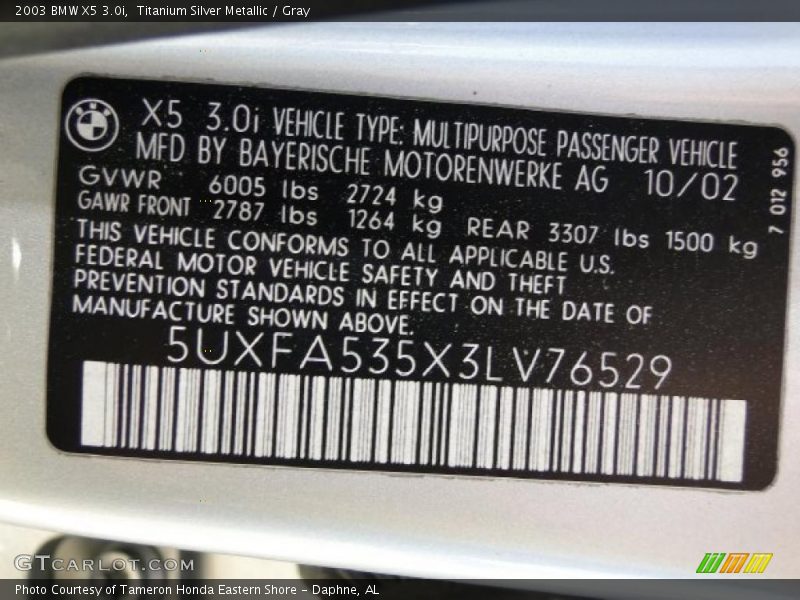 2003 BMW X5 3.0i, Titanium Silver Metallic / Gray
X5 3.0i VEHICLE TYPE: MULTIPURPOSE PASSENGER VEHICLE
MFD BY BAYERISCHE MOTORENWERKE AG 10/02
GVWR 6005 lbs 2724 kg
GAWR FRONT 2787 lbs 1264 kg REAR 3307 lbs 1500 kg
THIS VEHICLE CONFORMS TO ALL APPLICABLE U.S.
FEDERAL MOTOR VEHICLE SAFETY AND THEFT
PREVENTION STANDARDS IN EFFECT ON THE DATE OF
MANUFACTURE SHOWN ABOVE.
5UXFA535X3LV76529
7 012 956
GTCARLOT.COM
Photo Courtesy of Tameron Honda Eastern Shore - Daphne, AL